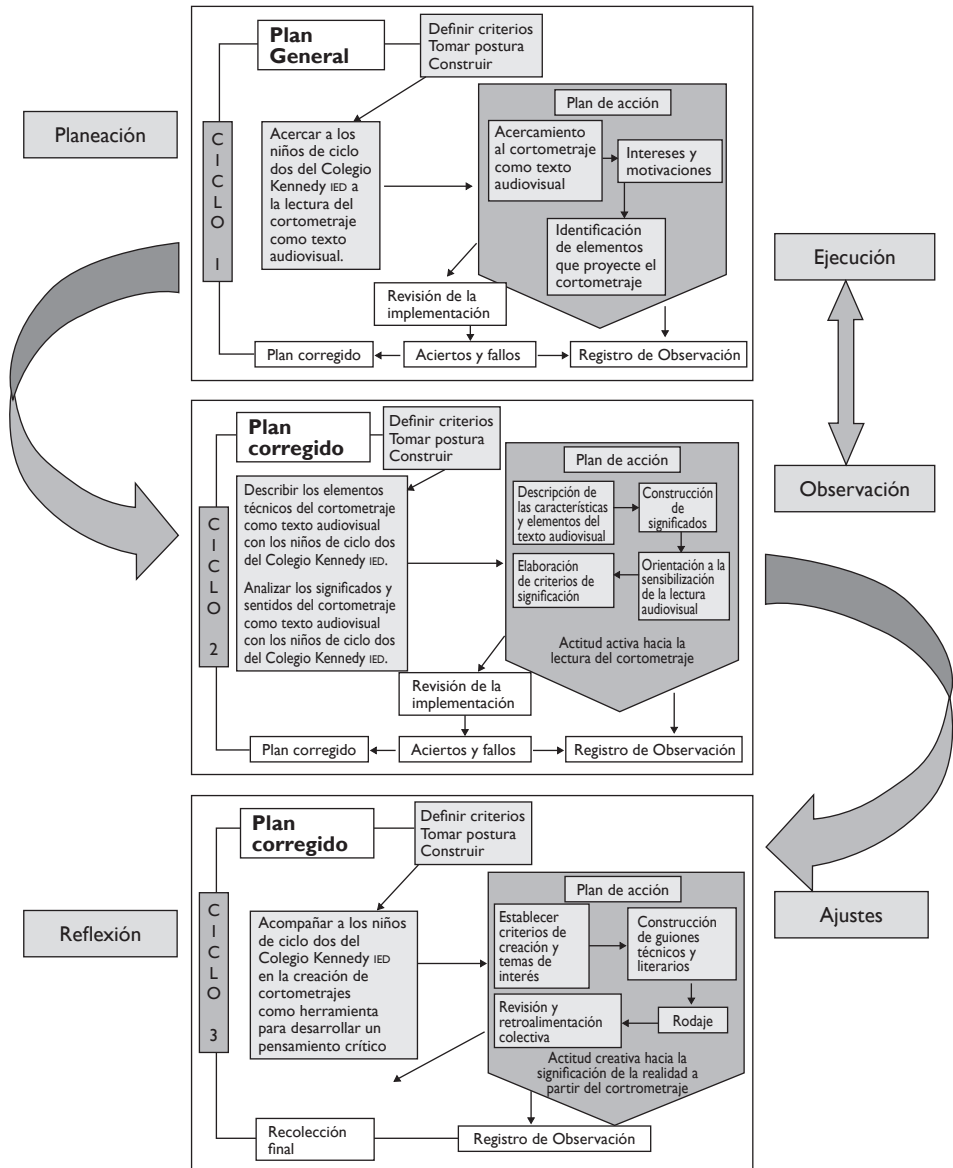 Plan
General
Definir criterios
Tomar postura
Construir
Planeación
CICLO 1
Acercar a los
niños de ciclo
dos del Colegio
Kennedy IED a
la lectura del
cortometraje
como texto
audiovisual.
Plan de acción
Acercamiento
al cortometraje
como texto
audiovisual
Intereses y
motivaciones
Identificación
de elementos
que proyecte el
cortometraje
Revisión de la
implementación
Plan corregido
Aciertos y fallos
Registro de Observación
Ejecución
Observación
Plan
corregido
Definir criterios
Tomar postura
Construir
CICLO 2
Describir los elementos
técnicos del cortometraje
como texto audiovisual
con los niños de ciclo dos
del Colegio Kennedy IED.
Analizar los significados y
sentidos del cortometraje
como texto audiovisual
con los niños de ciclo dos
del Colegio Kennedy IED.
Plan de acción
Descripción de
las características
y elementos del
texto audiovisual
Construcción
de
significados
Elaboración
de criterios de
significación
Orientación a la
sensibilización
de la lectura
audiovisual
Actitud activa hacia la
lectura del cortometraje
Revisión de la
implementación
Plan corregido
Aciertos y fallos
Registro de Observación
Plan
corregido
Definir criterios
Tomar postura
Construir
Reflexión
CICLO 3
Acompañar a los niños
de ciclo dos del
Colegio Kennedy IED
en la creación de
cortometrajes
como herramienta
para desarrollar un
pensamiento crítico
Plan de acción
Establecer
criterios de
creación y
temas de
interés
Construcción
de guiones
técnicos y
literarios
Revisión y
retroalimentación
colectiva
Rodaje
Actitud creativa hacia la
significación de la realidad a
partir del cortrometraje
Recolección
final
Registro de Observación
Ajustes